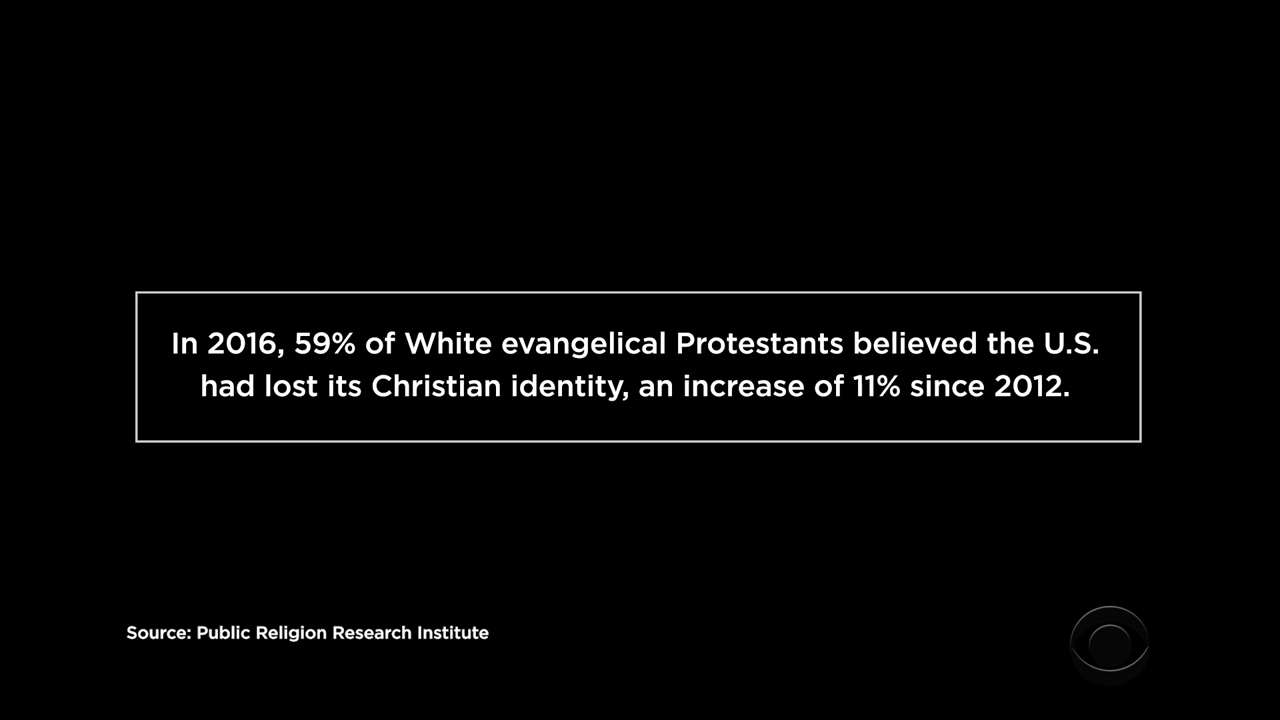 In 2016, 59% of White evangelical Protestants believed the U.S.
had lost its Christian identity, an increase of 11% since 2012.
Source: Public Religion Research Institute